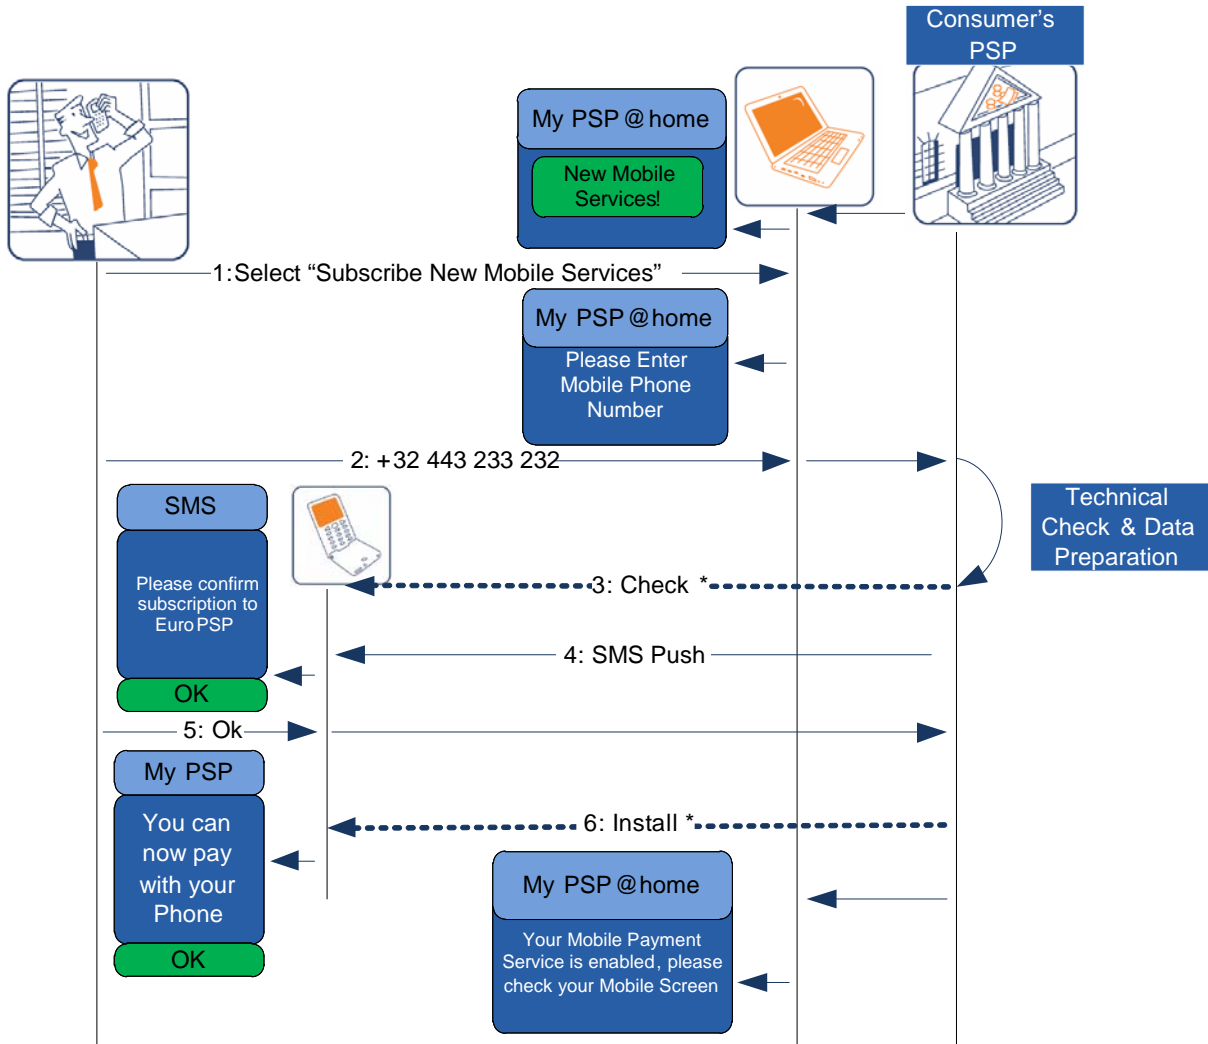 Consumer's
PSP
My PSP@home
New Mobile
Services!
1:Select “Subscribe New Mobile Services”
My PSP@home
Please Enter
Mobile Phone
Number
2: +32 443 233 232
SMS
Technical
Check & Data
Preparation
Please confirm
subscription to
Euro PSP
3: Check *
4: SMS Push
OK
5: Ok
My PSP
You can
now pay
with your
Phone
6: Install *
My PSP@home
OK
Your Mobile Payment
Service is enabled, please
check your Mobile Screen